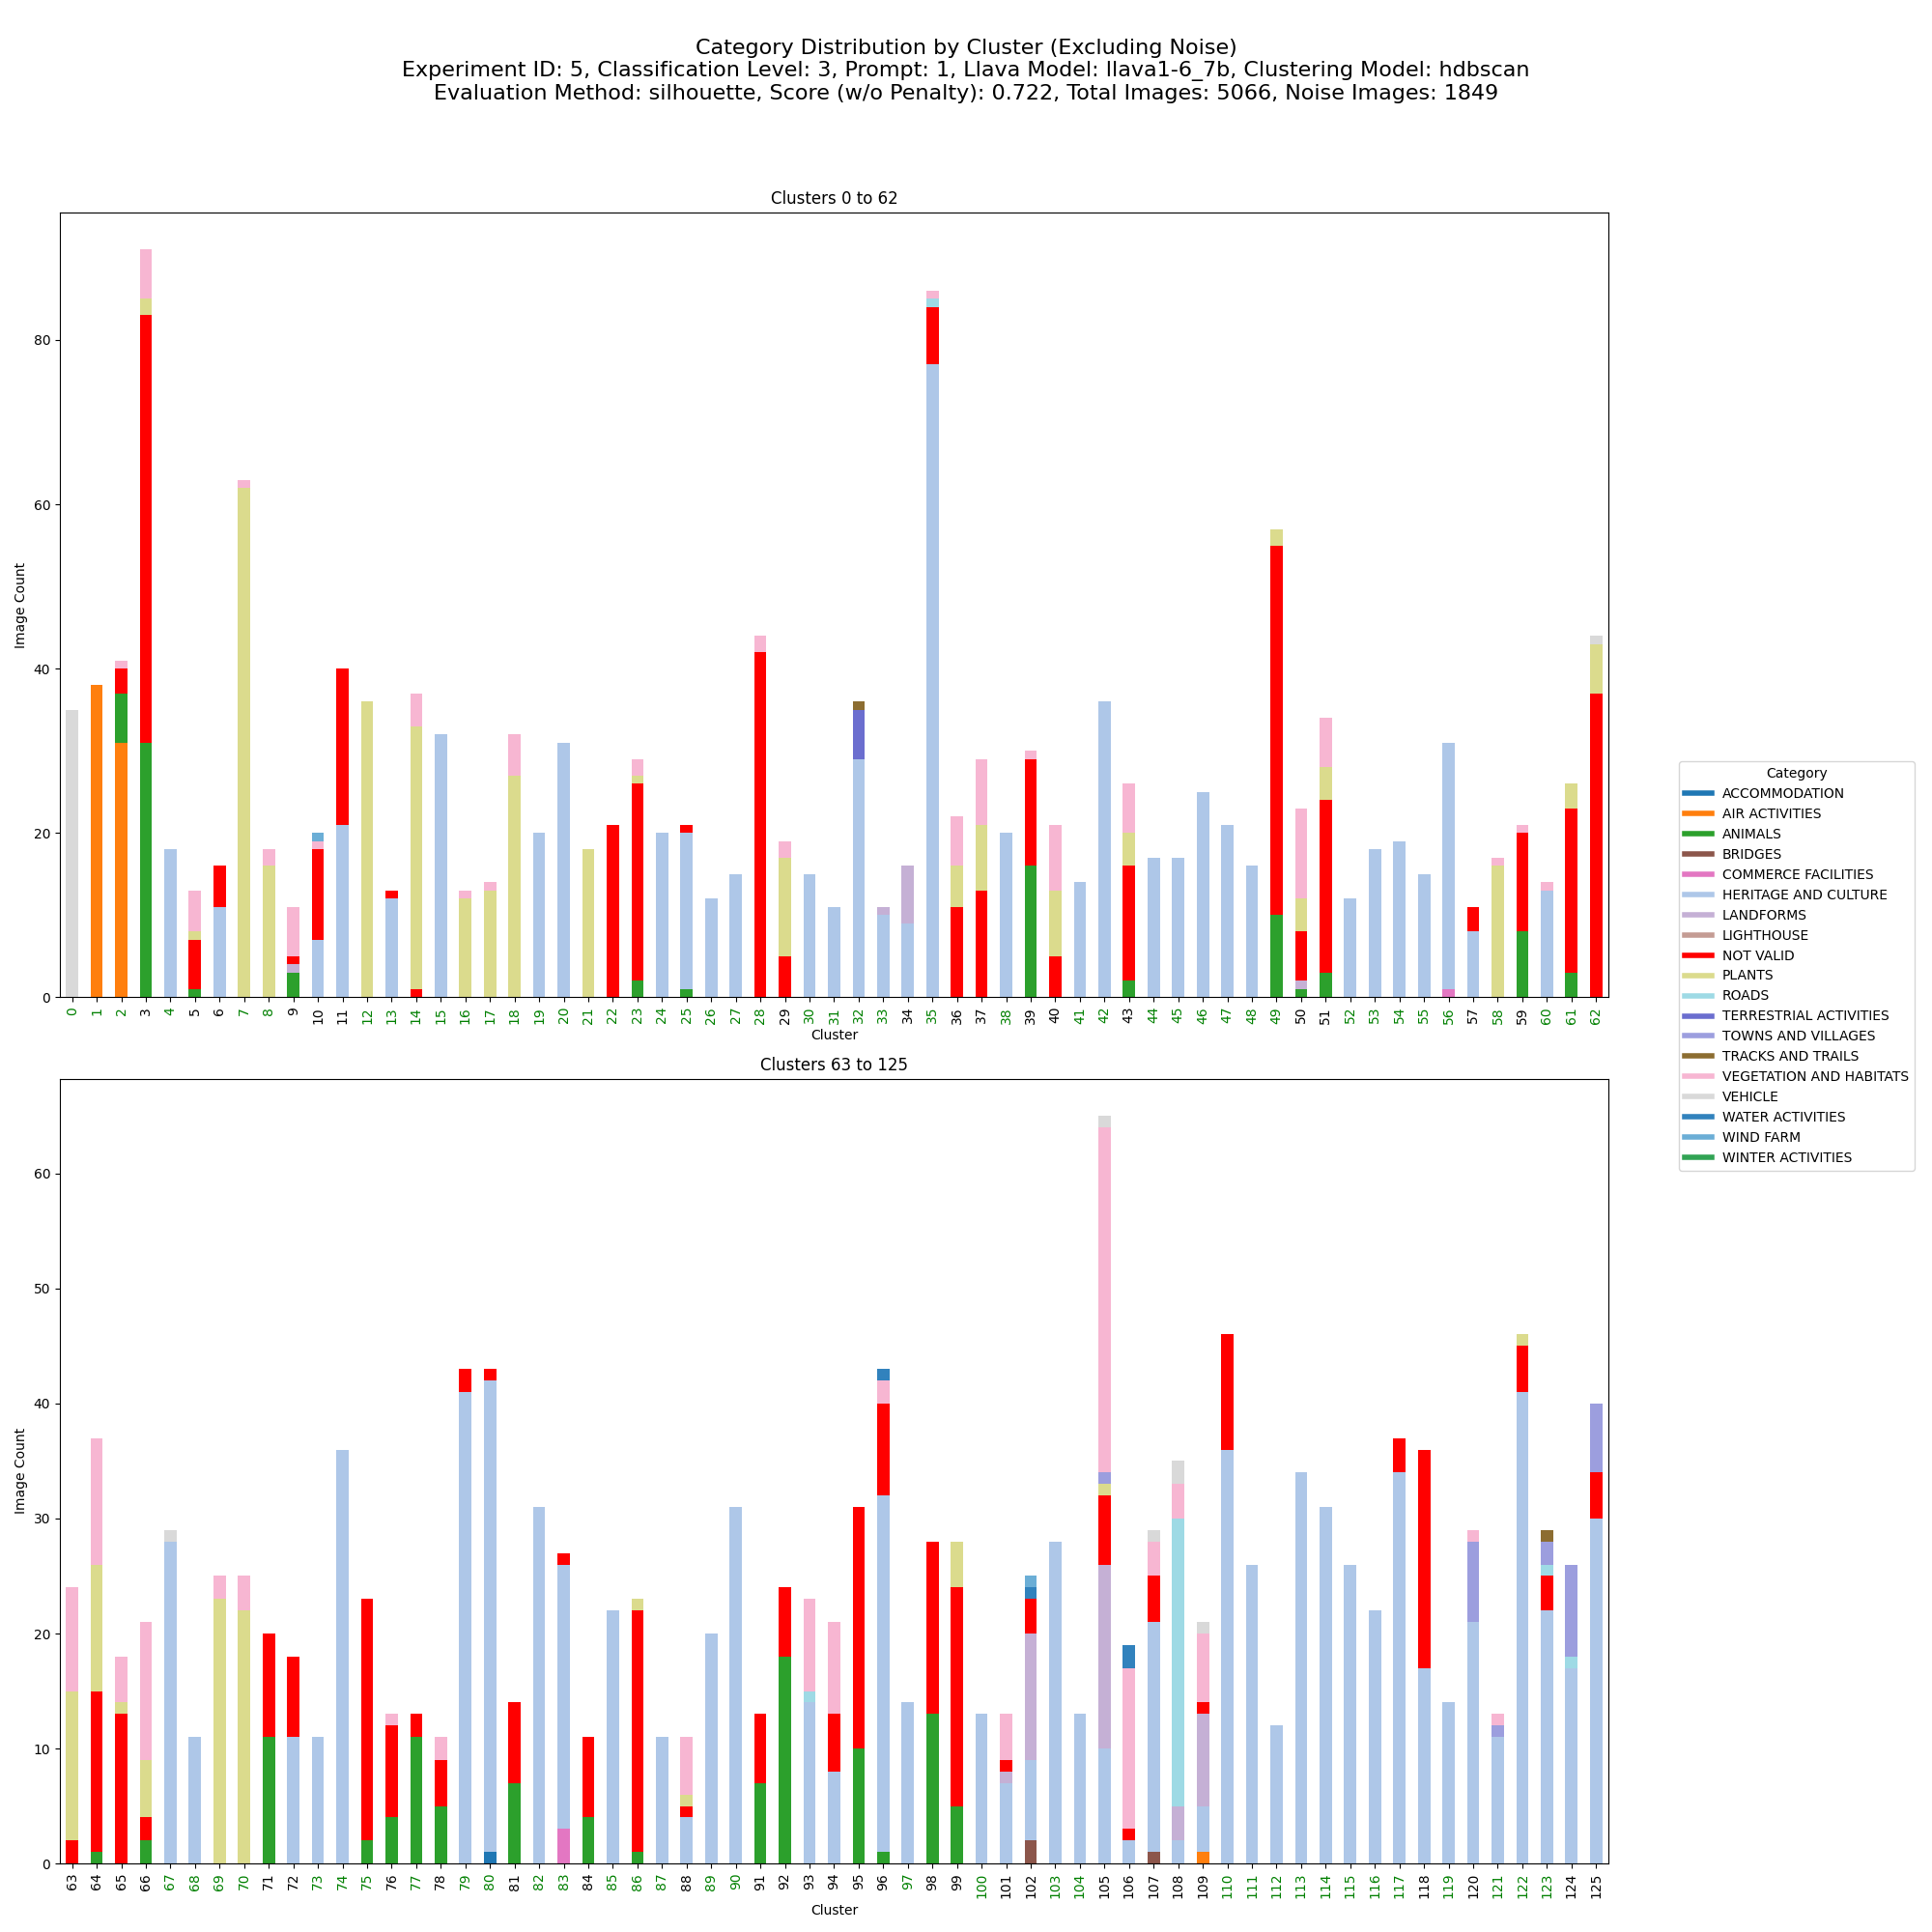 Category Distribution by Cluster (Excluding Noise)
Experiment ID: 5, Classification Level: 3, Prompt: 1, Llava Model: llava1-6_7b, Clustering Model: hdbscan
Evaluation Method: silhouette, Score (w/o Penalty): 0.722, Total Images: 5066, Noise Images: 1849
Clusters 0 to 62
Image Count
80
60
40
20
0
0 1 2 3 4 5 6 7 8 9 10 11 12 13 14 15 16 17 18 19 20 21 22 23 24 25 26 27 28 29 30 31 32 33 34 35 36 37 38 39 40 41 42 43 44 45 46 47 48 49 50 51 52 53 54 55 56 57 58 59 60 61 62
Cluster
Category
ACCOMMODATION
AIR ACTIVITIES
ANIMALS
BRIDGES
COMMERCE FACILITIES
HERITAGE AND CULTURE
LANDFORMS
LIGHTHOUSE
NOT VALID
PLANTS
ROADS
TERRESTRIAL ACTIVITIES
TOWNS AND VILLAGES
TRACKS AND TRAILS
VEGETATION AND HABITATS
VEHICLE
WATER ACTIVITIES
WIND FARM
WINTER ACTIVITIES
Clusters 63 to 125
Image Count
60
50
40
30
20
10
0
63 64 65 66 67 68 69 70 71 72 73 74 75 76 77 78 79 80 81 82 83 84 85 86 87 88 89 90 91 92 93 94 95 96 97 98 99 100 101 102 103 104 105 106 107 108 109 110 111 112 113 114 115 116 117 118 119 120 121 122 123 124 125
Cluster